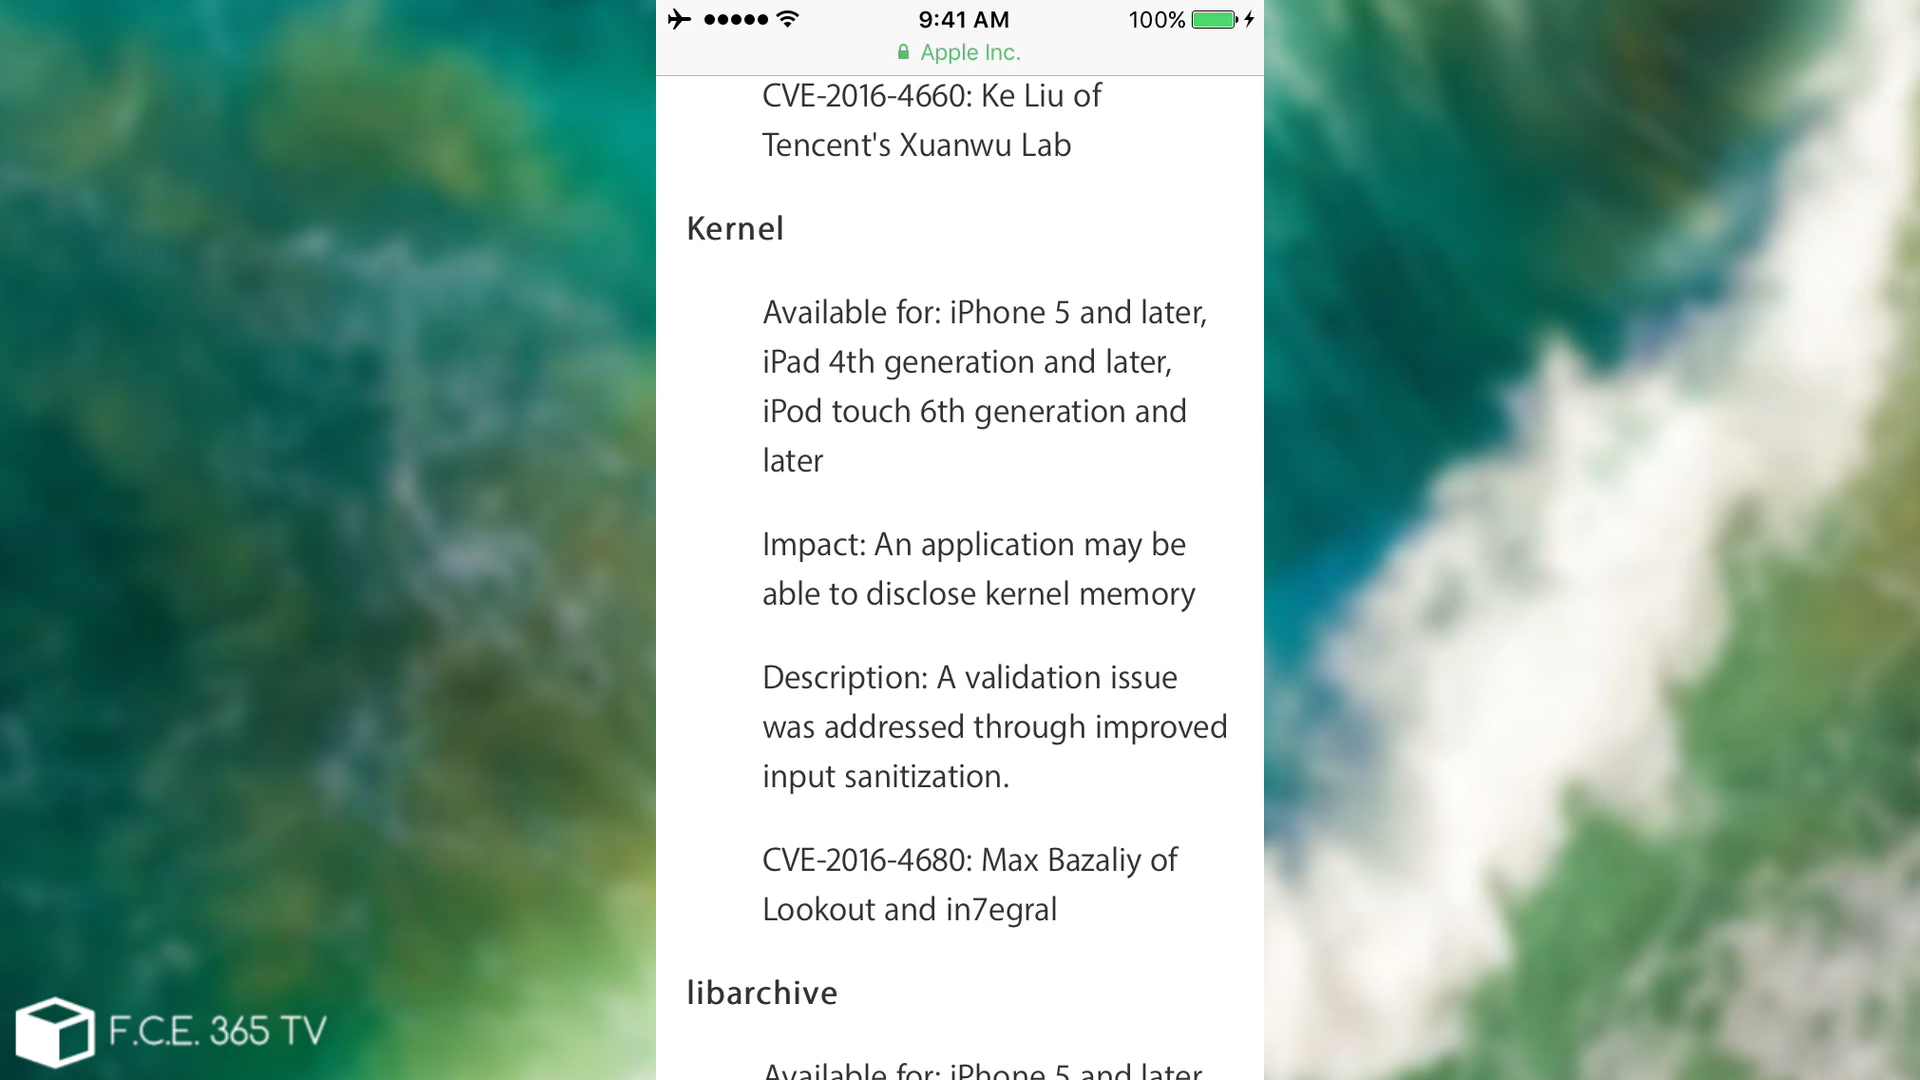 9:41 AM
100%
Apple Inc.
CVE-2016-4660: Ke Liu of
Tencent's Xuanwu Lab
Kernel
Available for: iPhone 5 and later,
iPad 4th generation and later,
iPod touch 6th generation and
later
Impact: An application may be
able to disclose kernel memory
Description: A validation issue
was addressed through improved
input sanitization.
CVE-2016-4680: Max Bazaliy of
Lookout and in7egral
libarchive
Available for: iPhone 5 and later,
F.C.E. 365 TV